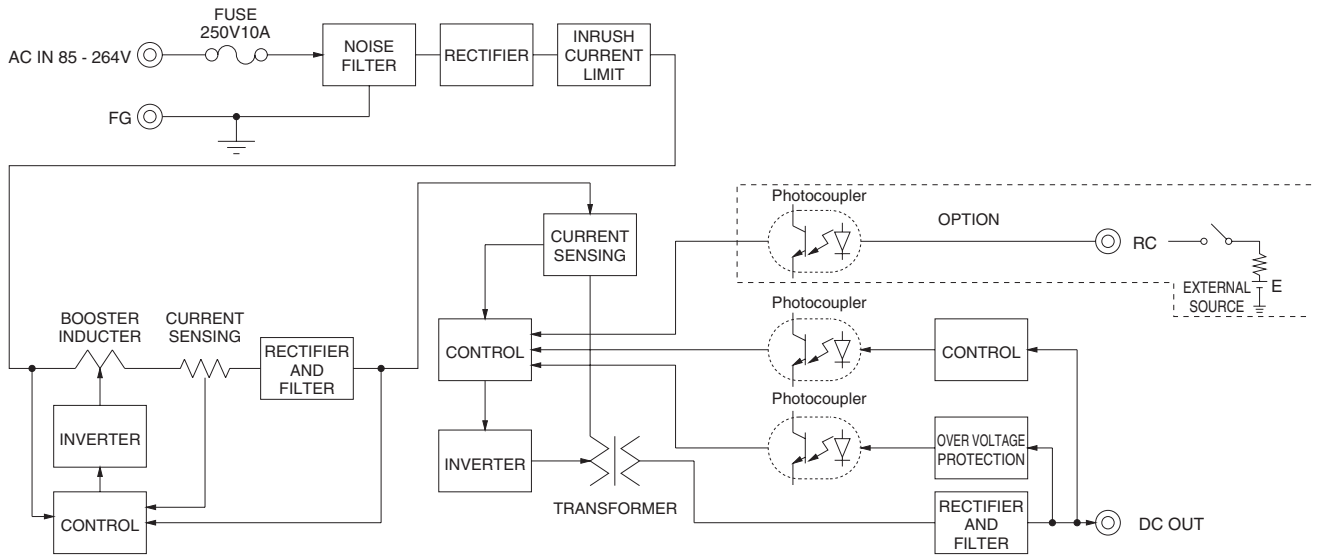 FUSE
250V10A
AC IN 85 - 264V
NOISE
FILTER
RECTIFIER
INRUSH
CURRENT
LIMIT
FG
Photocoupler
OPTION
RC
EXTERNAL
SOURCE
E
CURRENT
SENSING
BOOSTER
INDUCTER
CURRENT
SENSING
RECTIFIER
AND
FILTER
CONTROL
Photocoupler
CONTROL
Photocoupler
INVERTER
INVERTER
OVER VOLTAGE
PROTECTION
TRANSFORMER
CONTROL
RECTIFIER
AND
FILTER
DC OUT